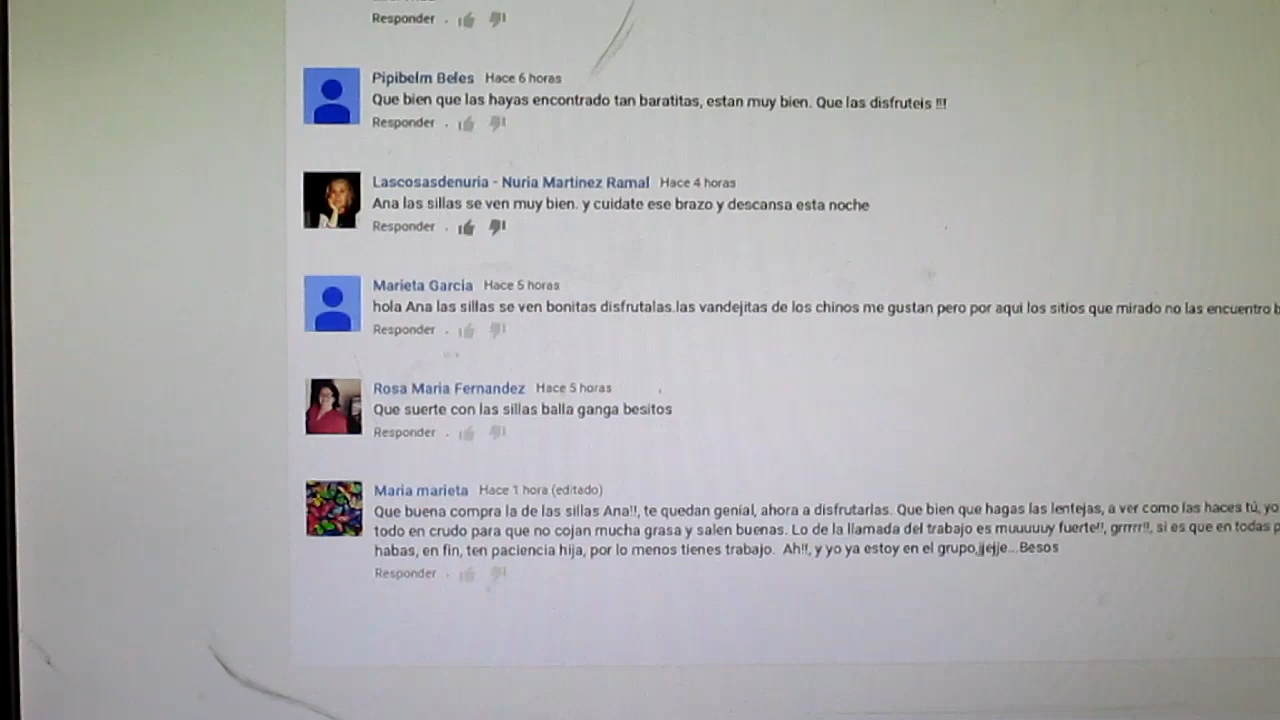 Responder
Pipibelm Beles Hace 6 horas
Que bien que las hayas encontrado tan baratitas, estan muy bien. Que las disfruteis !!!
Responder
Lascosasdenuria - Nuria Martinez Ramal Hace 4 horas
Ana las sillas se ven muy bien. y cuidate ese brazo y descansa esta noche
Responder
Marieta Garcia Hace 5 horas
hola Ana las sillas se ven bonitas disfrutalas.las vandejitas de los chinos me gustan pero por aqui los sitios que mirado no las encuentro b
Responder
Rosa Maria Fernandez Hace 5 horas
Que suerte con las sillas balla ganga besitos
Responder
Maria marieta Hace 1 hora (editado)
Que buena compra la de las sillas Ana!!, te quedan genial, ahora a disfrutarlas. Que bien que hagas las lentejas, a ver como las haces tú, yo
todo en crudo para que no cojan mucha grasa y salen buenas. Lo de la llamada del trabajo es muuuuuy fuerte!!, grrrrr!!, si es que en todas p
habas, en fin, ten paciencia hija, por lo menos tienes trabajo. Ah!!, y yo ya estoy en el grupo,jjejje...Besos
Responder